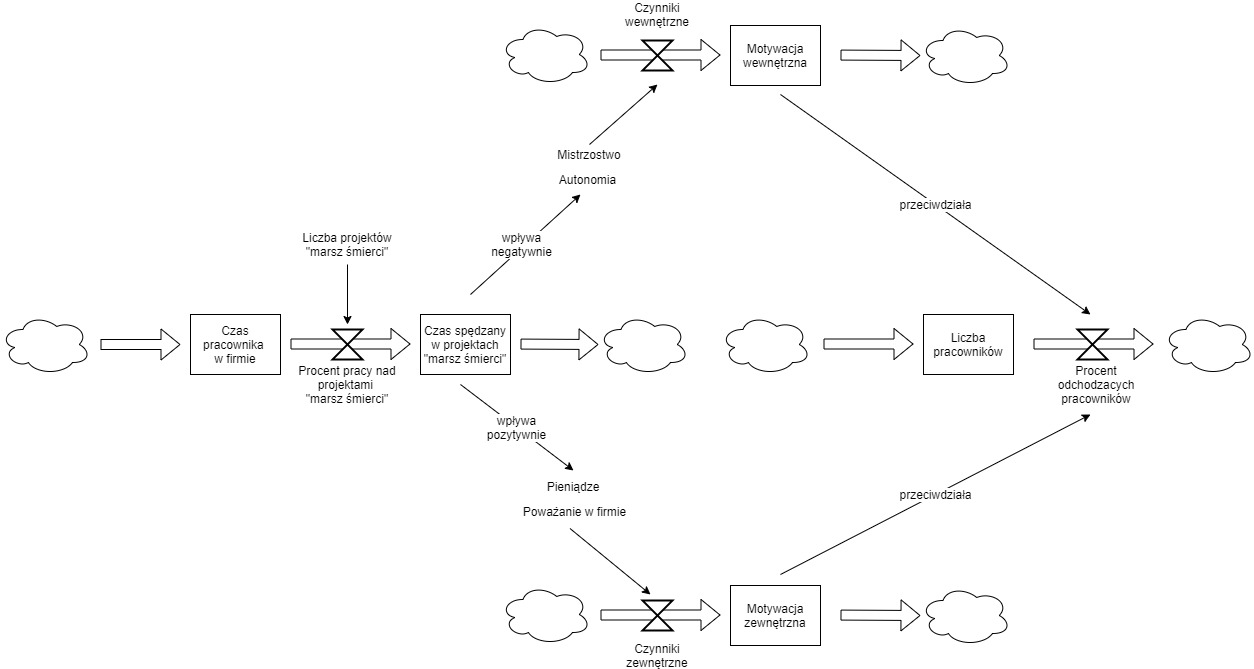 Czynniki
wewnętrzne
Motywacja
wewnętrzna
Mistrzostwo
Autonomia
przeciwdziała
wpływa
negatywnie
Liczba projektów
"marsz śmierci"
Czas
pracownika
w firmie
Procent pracy nad
projektami
"marsz śmierci"
Czas spędzany
w projektach
"marsz śmierci"
Liczba
pracowników
Procent
odchodzacych
pracowników
wpływa
pozytywnie
Pieniądze
Poważanie w firmie
przeciwdziała
Motywacja
zewnętrzna
Czynniki
zewnętrzne